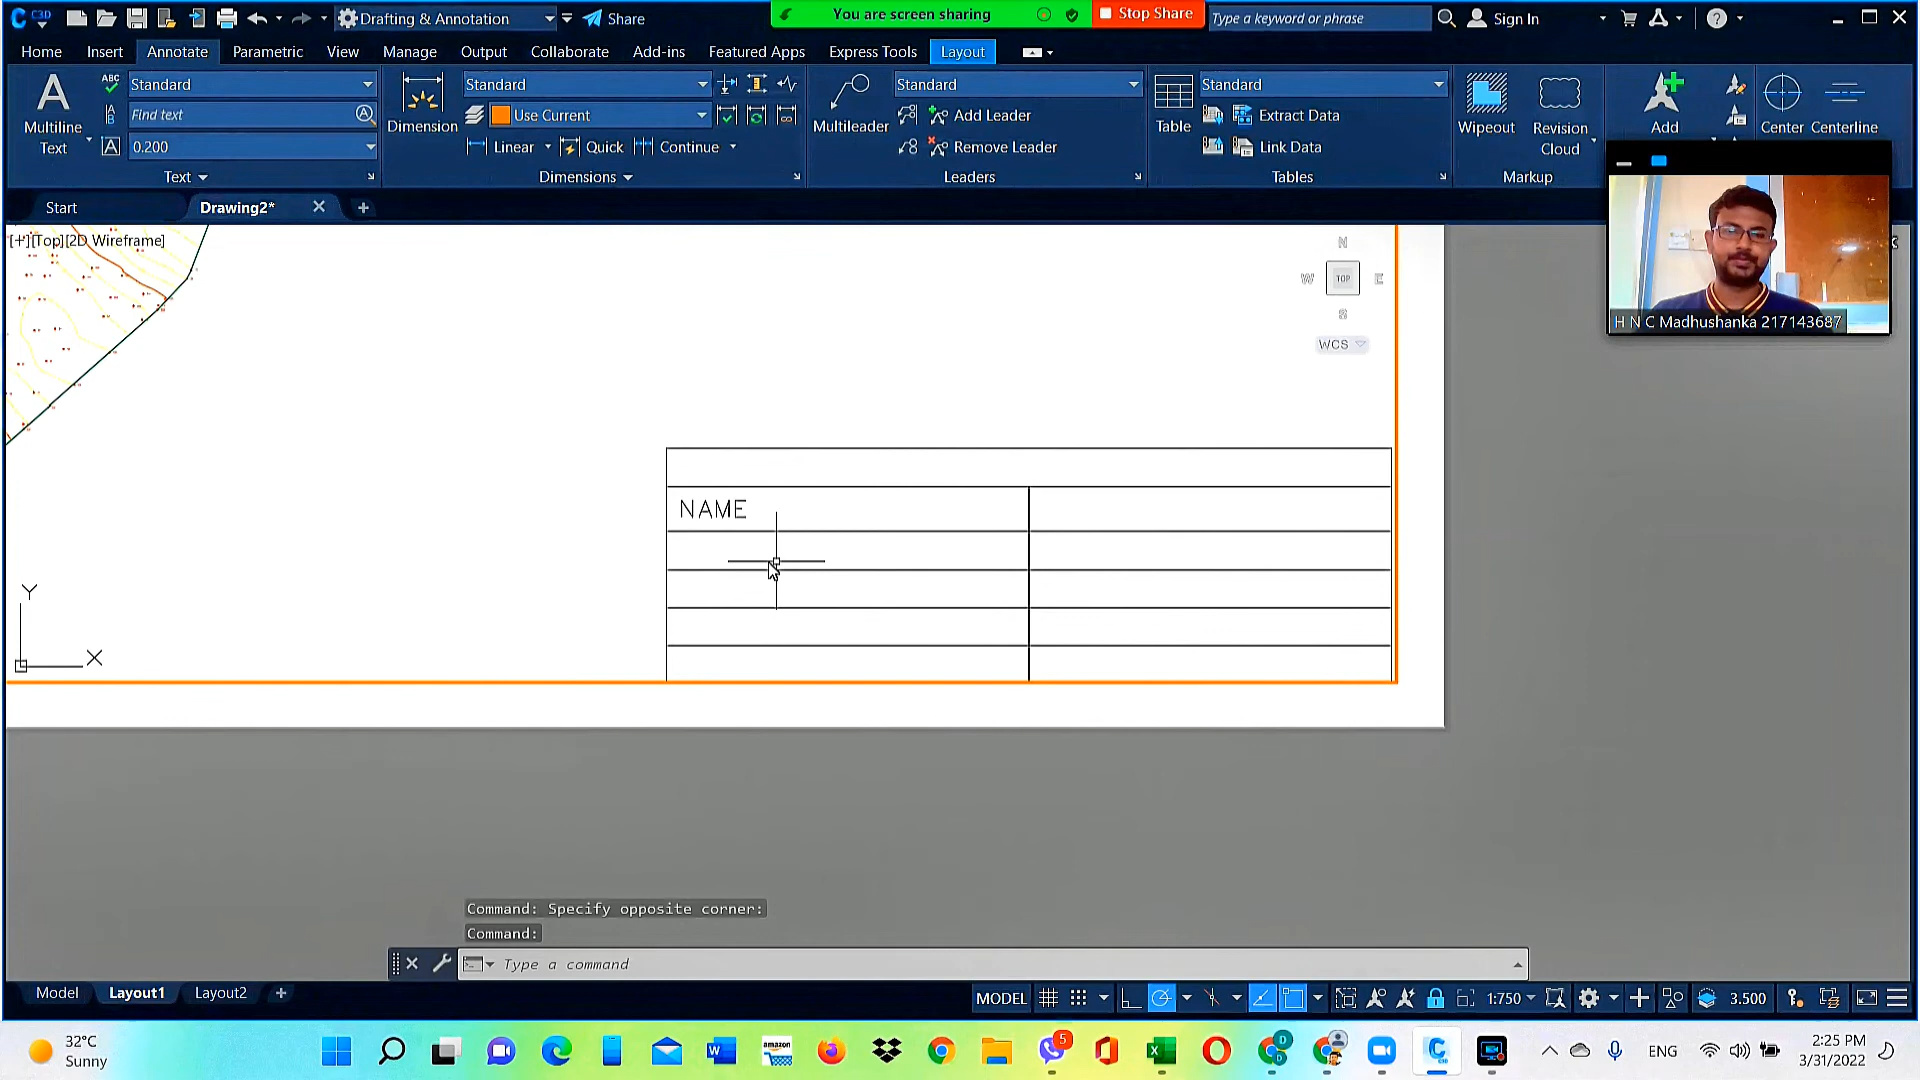 C3D Drafting & Annotation Share You are screen sharing Stop Share Type a keyword or phrase Sign In ?
Home Insert Annotate Parametric View Manage Output Collaborate Add-ins Featured Apps Express Tools Layout
A ABC Standard Standard Standard Standard
Find text Use Current Add Leader Extract Data
Multiline Text Dimension Multileader Table Wipeout Revision Cloud Add Center Centerline
0.200 Linear Quick Continue Remove Leader Link Data
Text Dimensions Leaders Tables Markup
Start Drawing2*
[+][Top][2D Wireframe]
N
W TOP E
S
WCS
H N C Madhushanka 217143687
NAME
Y
X
Command: Specify opposite corner:
Command:
Type a command
Model Layout1 Layout2 + MODEL 1:750 3.500
32°C
Sunny
amazon
W
5
D
D
C3D
ENG
2:25 PM
3/31/2022